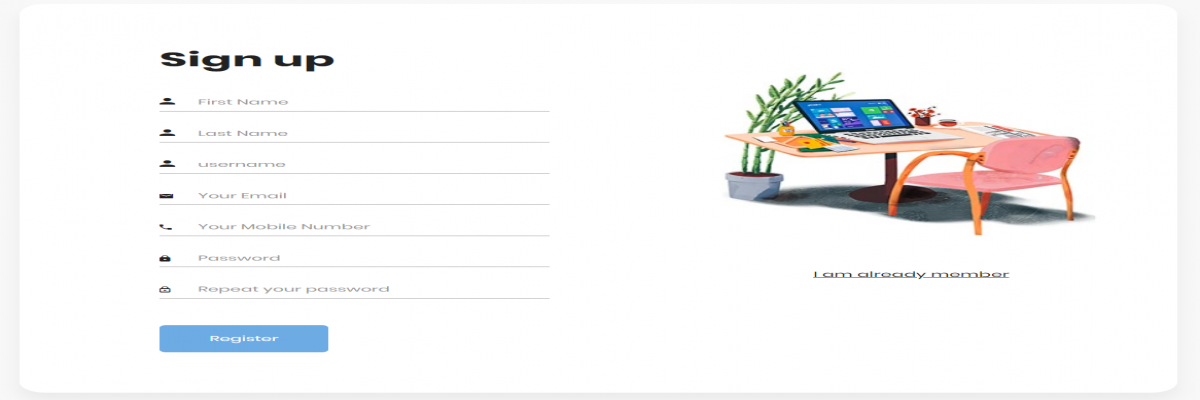 Sign up
First Name
Last Name
username
Your Email
Your Mobile Number
Password
Repeat your password
Register
I am already member